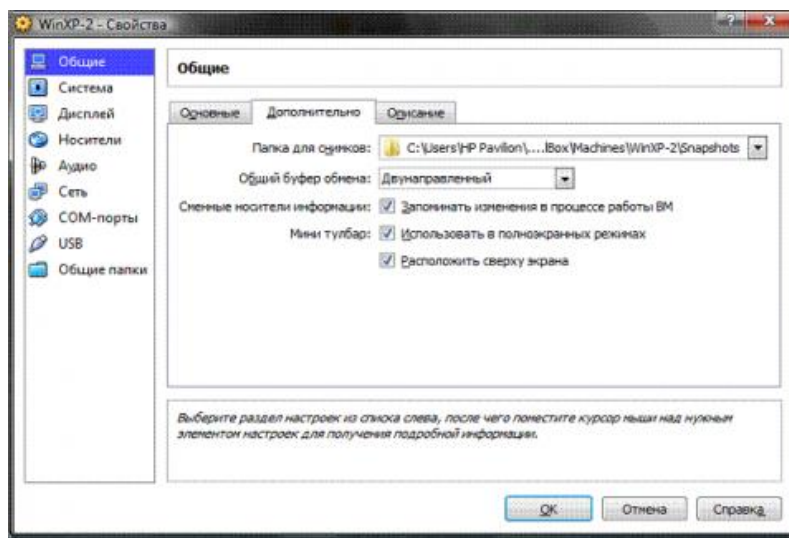 WinXP-2 - Свойства
Общие
Система
Дисплей
Носители
Аудио
Сеть
COM-порты
USB
Общие папки
Общие
Основные
Дополнительно
Описание
Папка для снимков: C:\Users\HP Pavilion\....lBox\Machines\WinXP-2\Snapshots
Общий буфер обмена: Двунаправленный
Сменные носители информации: Запоминать изменения в процессе работы ВМ
Мини тулбар: Использовать в полноэкранных режимах
Расположить сверху экрана
Выберите раздел настроек из списка слева, после чего поместите курсор мыши над нужным
элементом настроек для получения подробной информации.
OK
Отмена
Справка